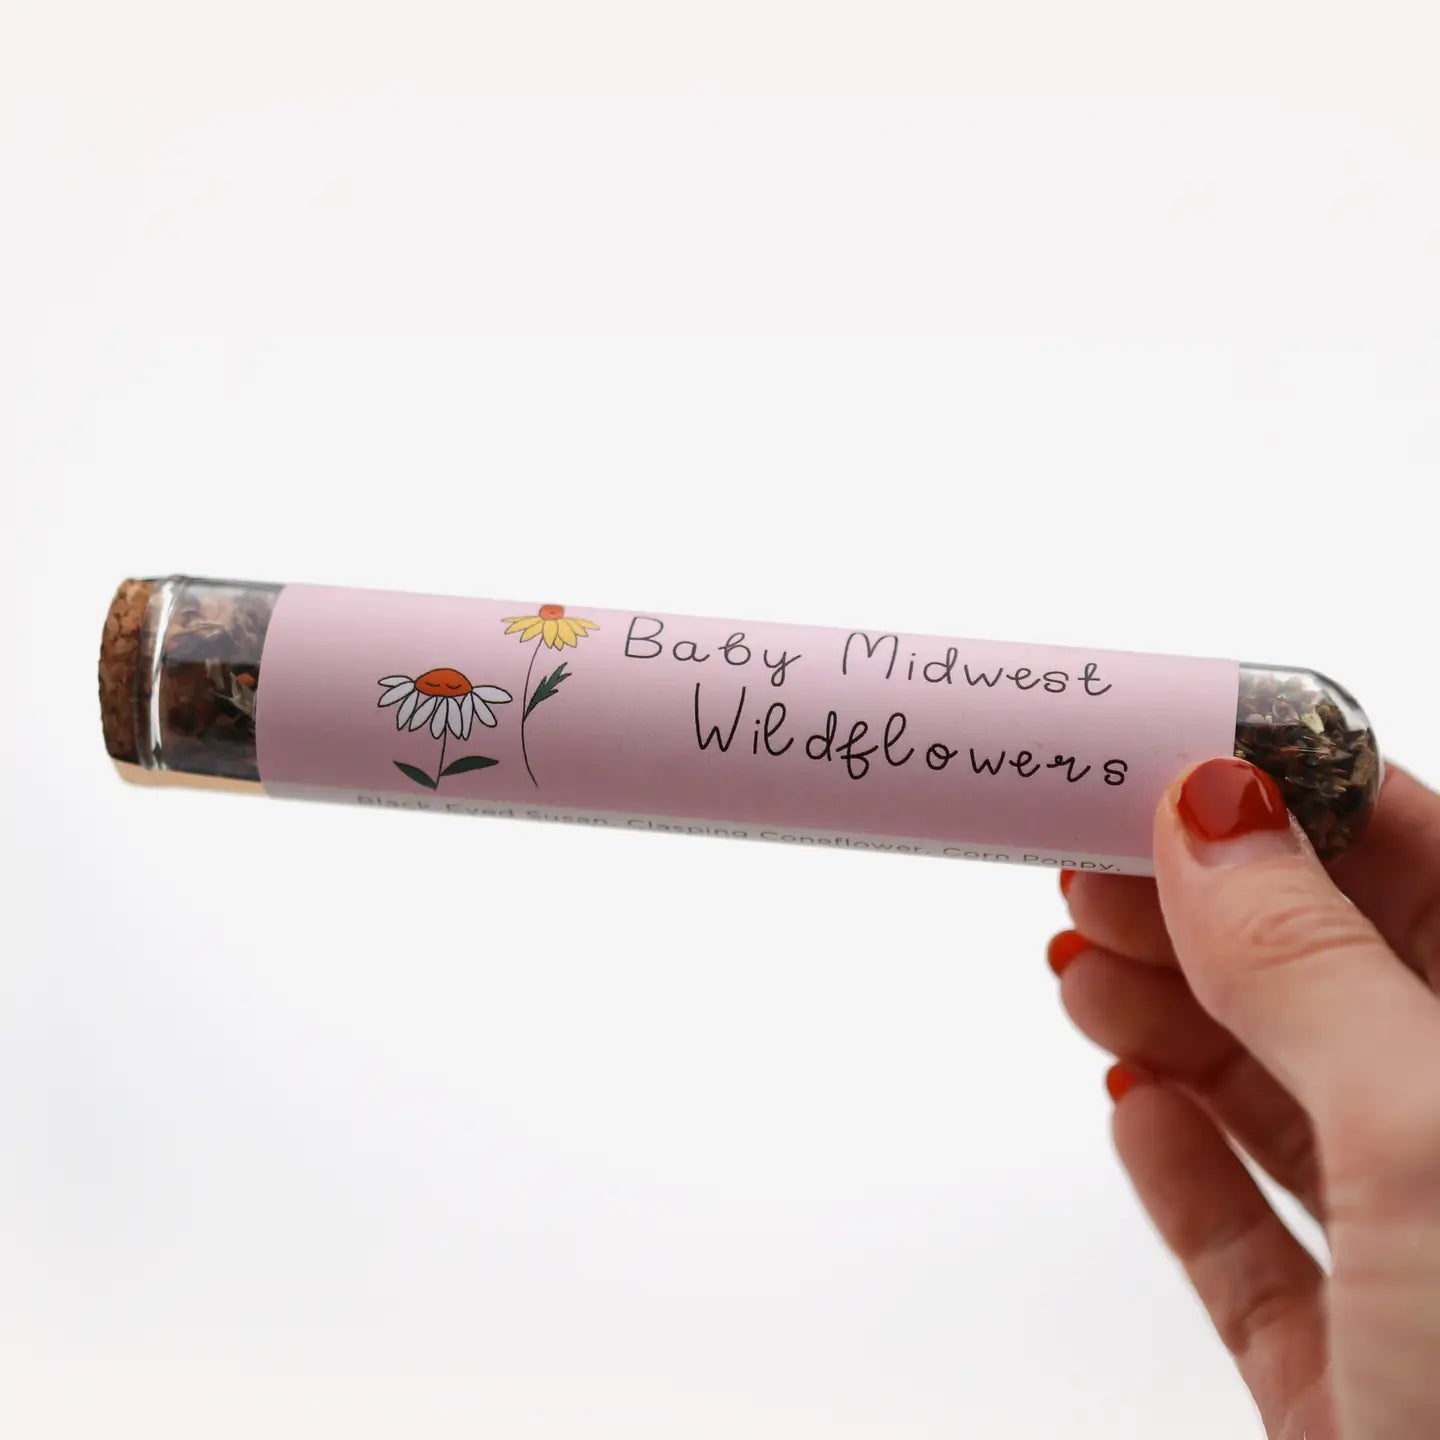 Baby Midwest
Wildflowers
Black Eyed Susan, Clasping Coneflower, Corn Poppy,